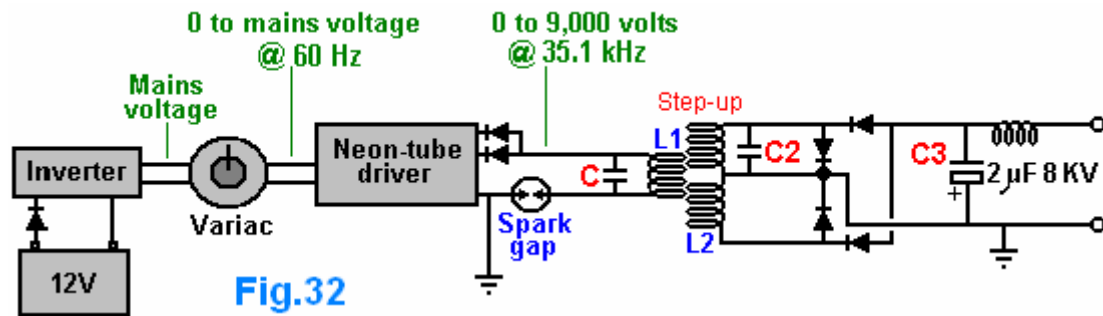 0 to mains voltage
@ 60 Hz
0 to 9,000 volts
@ 35.1 kHz
Mains
voltage
Step-up
Inverter
Variac
Neon-tube
driver
C
Spark
gap
L1
L2
C2
C3
+
2 µF 8 KV
12V
Fig.32